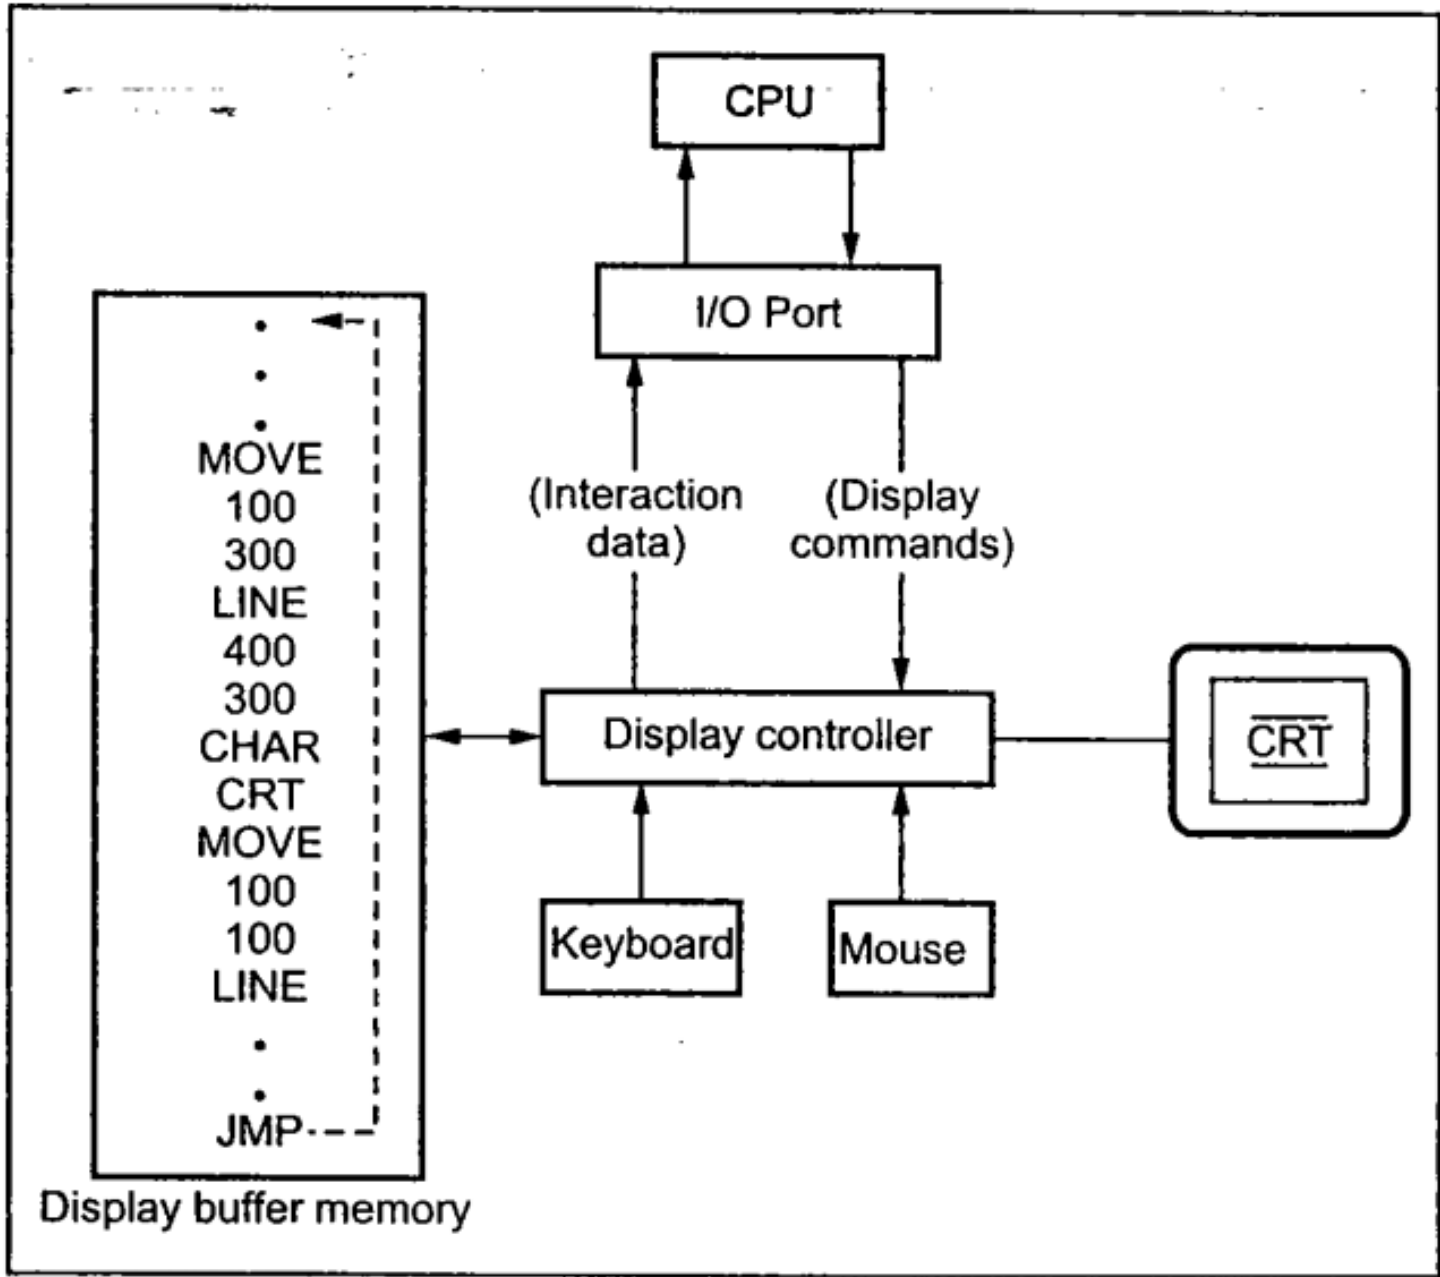 CPU
I/O Port
(Interaction
data)
(Display
commands)
MOVE
100
300
LINE
400
300
CHAR
CRT
MOVE
100
100
LINE
JMP
Display buffer memory
Display controller
CRT
Keyboard
Mouse